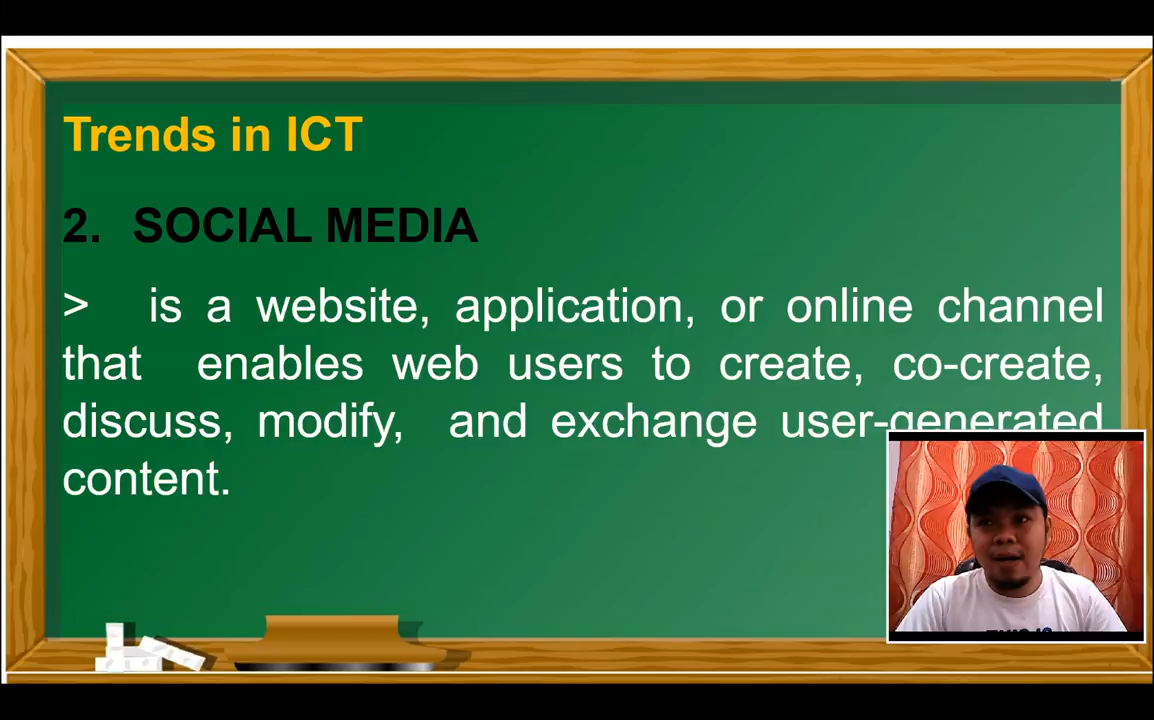 Trends in ICT
2. SOCIAL MEDIA
> is a website, application, or online channel
that enables web users to create, co-create,
discuss, modify, and exchange user-generated
content.